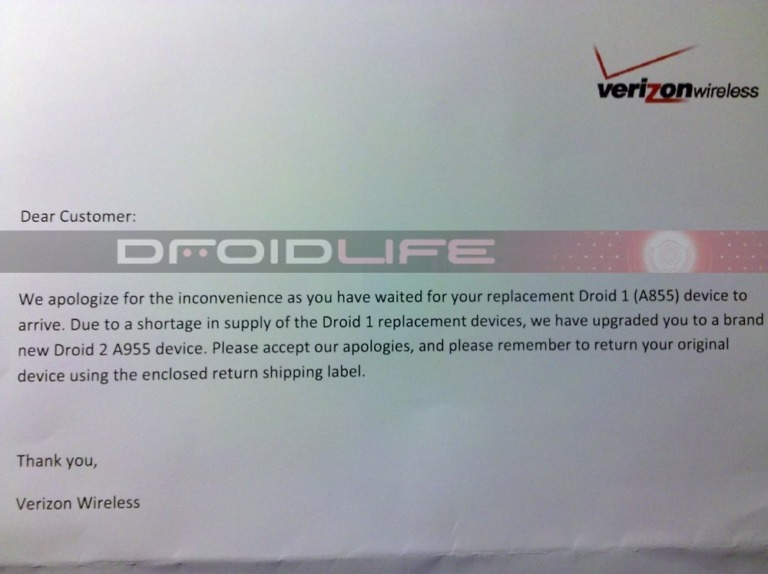 verizonwireless
Dear Customer:
DROIDLIFE
We apologize for the inconvenience as you have waited for your replacement Droid 1 (A855) device to
arrive. Due to a shortage in supply of the Droid 1 replacement devices, we have upgraded you to a brand
new Droid 2 A955 device. Please accept our apologies, and please remember to return your original
device using the enclosed return shipping label.
Thank you,
Verizon Wireless